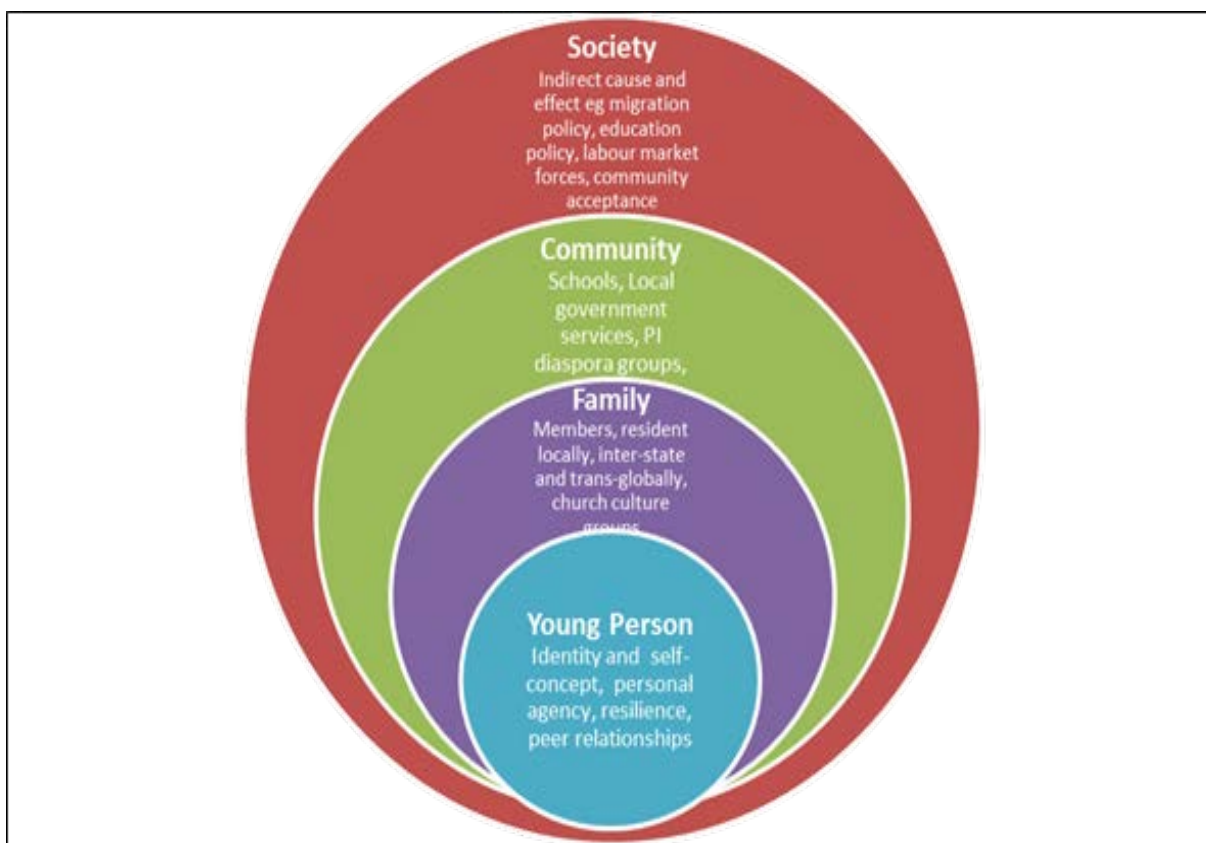 Society
Indirect cause and
effect eg migration
policy, education
policy, labour market
forces, community
acceptance
Community
Schools, Local
government
services, PI
diaspora groups,
Family
Members, resident
locally, inter-state
and trans-globally,
church culture
groups
Young Person
Identity and self-
concept, personal
agency, resilience,
peer relationships